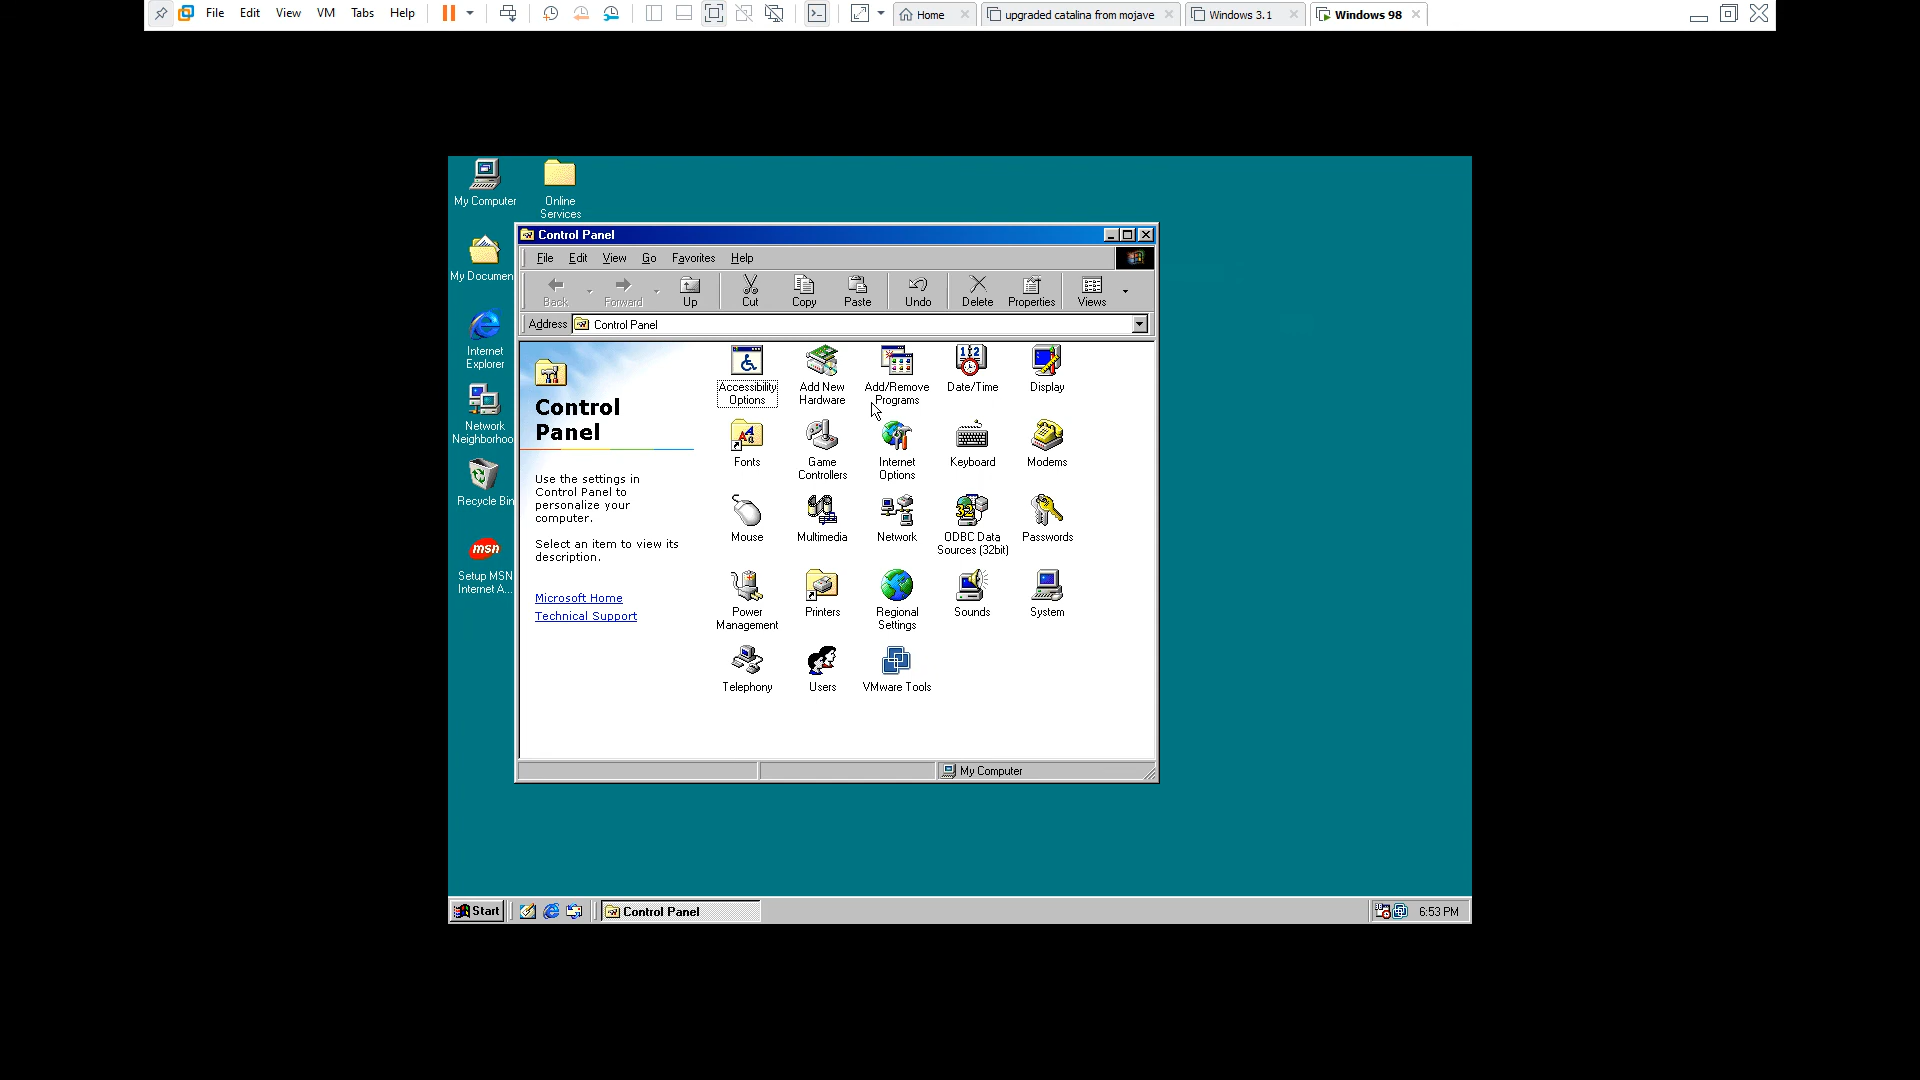 File Edit View VM Tabs Help
Home
upgraded catalina from mojave
Windows 3.1
Windows 98
My Computer
Online
Services
My Documen
Internet
Explorer
Network
Neighborhoo
Recycle Bin
msn
Setup MSN
Internet A...
Control Panel
File Edit View Go Favorites Help
Back Forward Up Cut Copy Paste Undo Delete Properties Views
Address Control Panel
Control
Panel
Use the settings in
Control Panel to
personalize your
computer.
Select an item to view its
description.
Microsoft Home
Technical Support
Accessibility
Options
Add New
Hardware
Add/Remove
Programs
Date/Time
Display
Fonts
Game
Controllers
Internet
Options
Keyboard
Modems
Mouse
Multimedia
Network
ODBC Data
Sources (32bit)
Passwords
Power
Management
Printers
Regional
Settings
Sounds
System
Telephony
Users
VMware Tools
My Computer
Start
Control Panel
6:53 PM